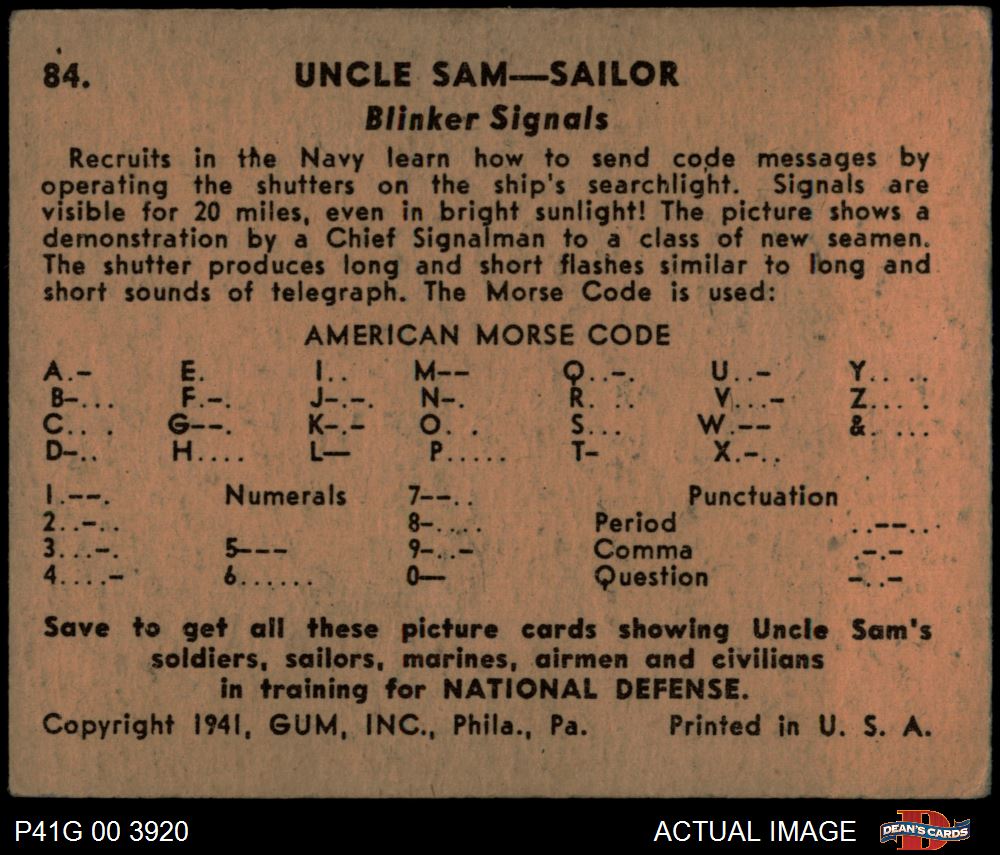 84. UNCLE SAM—SAILOR
Blinker Signals
Recruits in the Navy learn how to send code messages by
operating the shutters on the ship's searchlight. Signals are
visible for 20 miles, even in bright sunlight! The picture shows a
demonstration by a Chief Signalman to a class of new seamen.
The shutter produces long and short flashes similar to long and
short sounds of telegraph. The Morse Code is used:
AMERICAN MORSE CODE
A.- E. I.. M-- Q..-. U..- Y.. ..
B-... F.-. J-.-. N-. R. .. V...- Z... .
C.. . G--. K-.- O. . S... W.-- &. ...
D-.. H.... L— P..... T- X.-..
1.--. Numerals 7--.. Punctuation
2..-.. 8-.... Period ..--..
3...-. 5--- 9-..- Comma .-.-
4....- 6...... 0— Question -..-.
Save to get all these picture cards showing Uncle Sam's
soldiers, sailors, marines, airmen and civilians
in training for NATIONAL DEFENSE.
Copyright 1941, GUM, INC., Phila., Pa. Printed in U. S. A.
P41G 00 3920 ACTUAL IMAGE DEAN'S CARDS